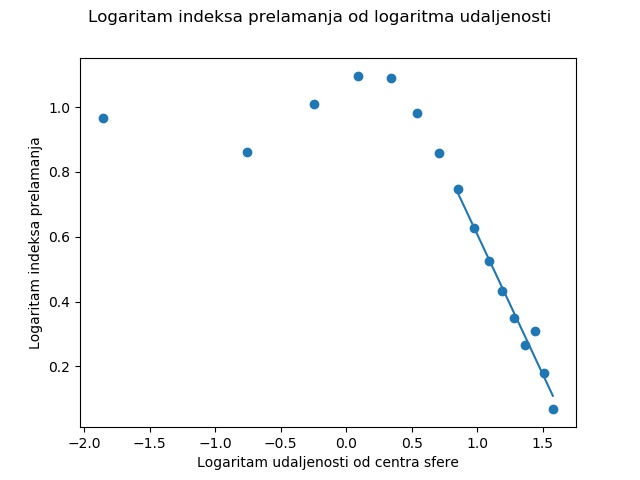 Logaritam indeksa prelamanja od logaritma udaljenosti
Logaritam indeksa prelamanja
1.0
0.8
0.6
0.4
0.2
−2.0 −1.5 −1.0 −0.5 0.0 0.5 1.0 1.5
Logaritam udaljenosti od centra sfere